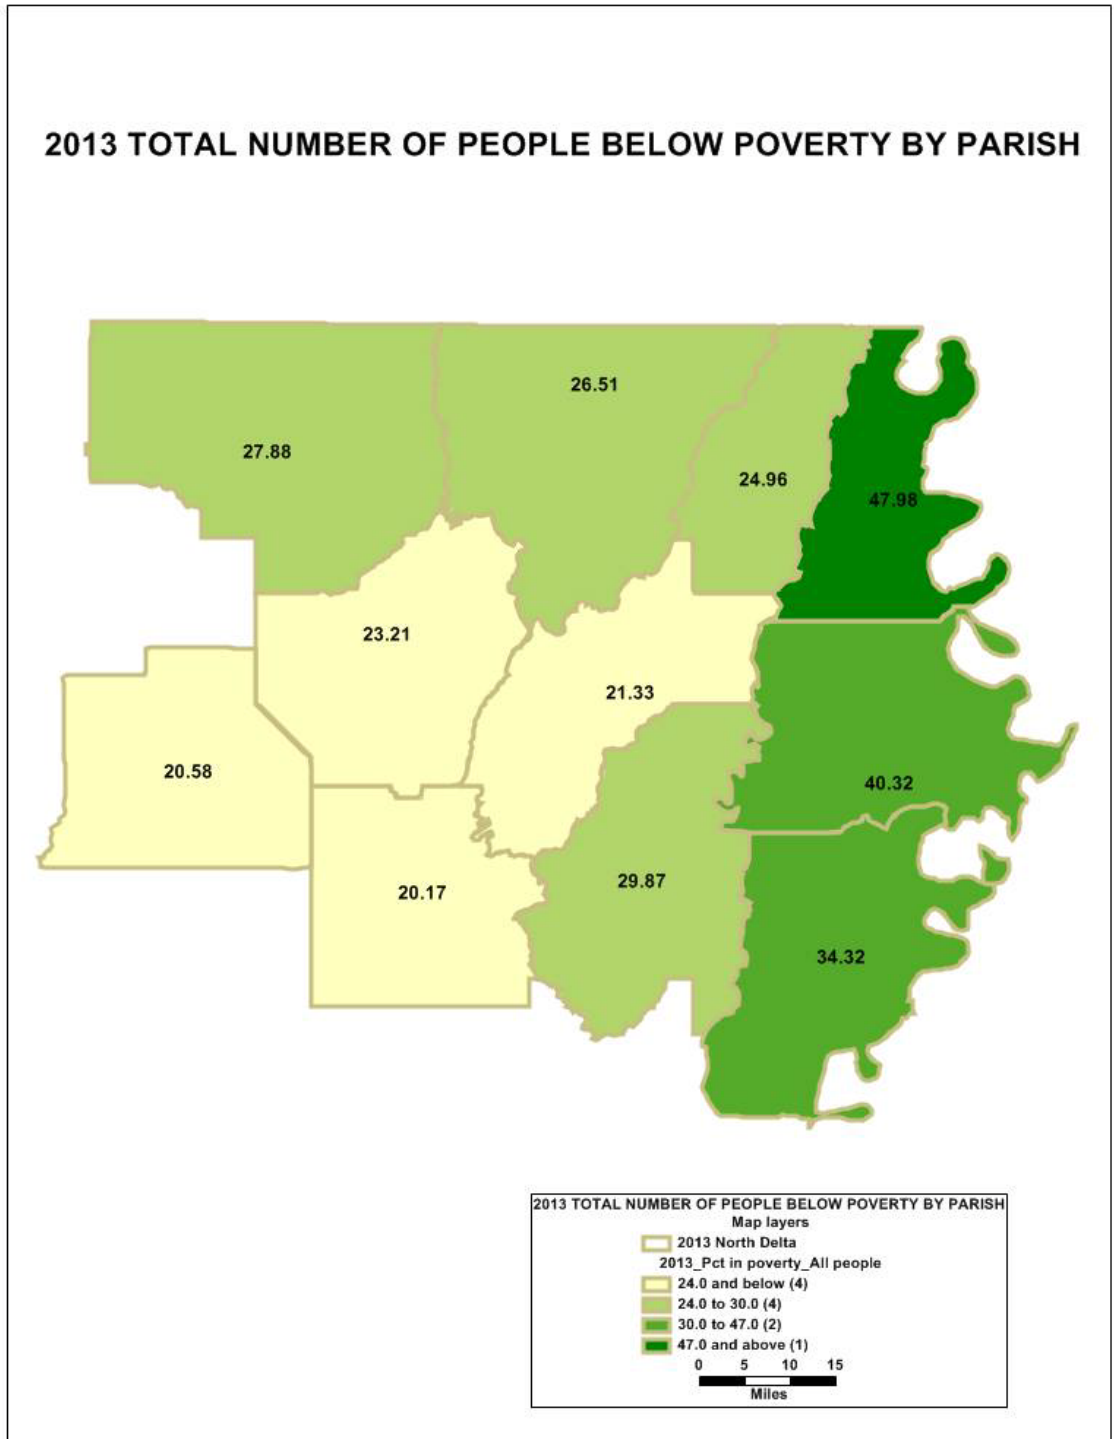 2013 TOTAL NUMBER OF PEOPLE BELOW POVERTY BY PARISH
26.51
27.88
24.96
47.98
23.21
21.33
20.58
40.32
29.87
20.17
34.32
2013 TOTAL NUMBER OF PEOPLE BELOW POVERTY BY PARISH
Map layers
2013 North Delta
2013_Pct in poverty_All people
24.0 and below (4)
24.0 to 30.0 (4)
30.0 to 47.0 (2)
47.0 and above (1)
0 5 10 15
Miles